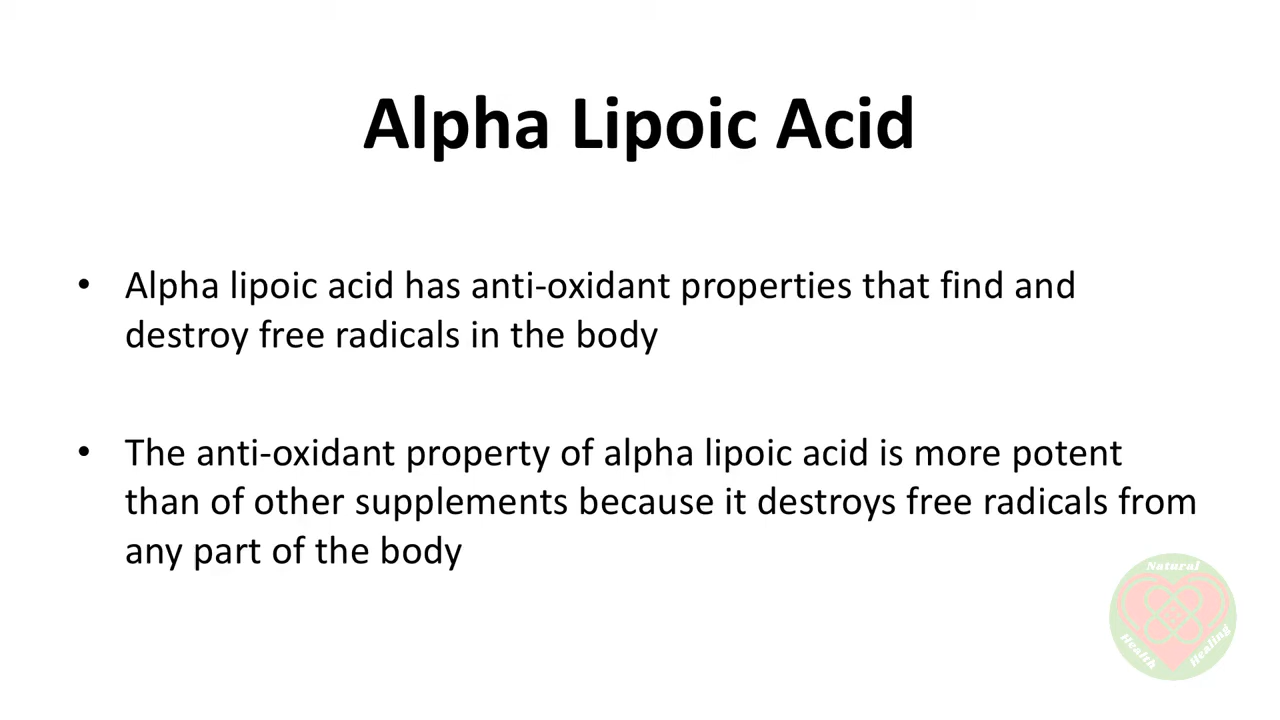 Alpha Lipoic Acid
• Alpha lipoic acid has anti-oxidant properties that find and
destroy free radicals in the body
• The anti-oxidant property of alpha lipoic acid is more potent
than of other supplements because it destroys free radicals from
any part of the body
Natural
Health Healing